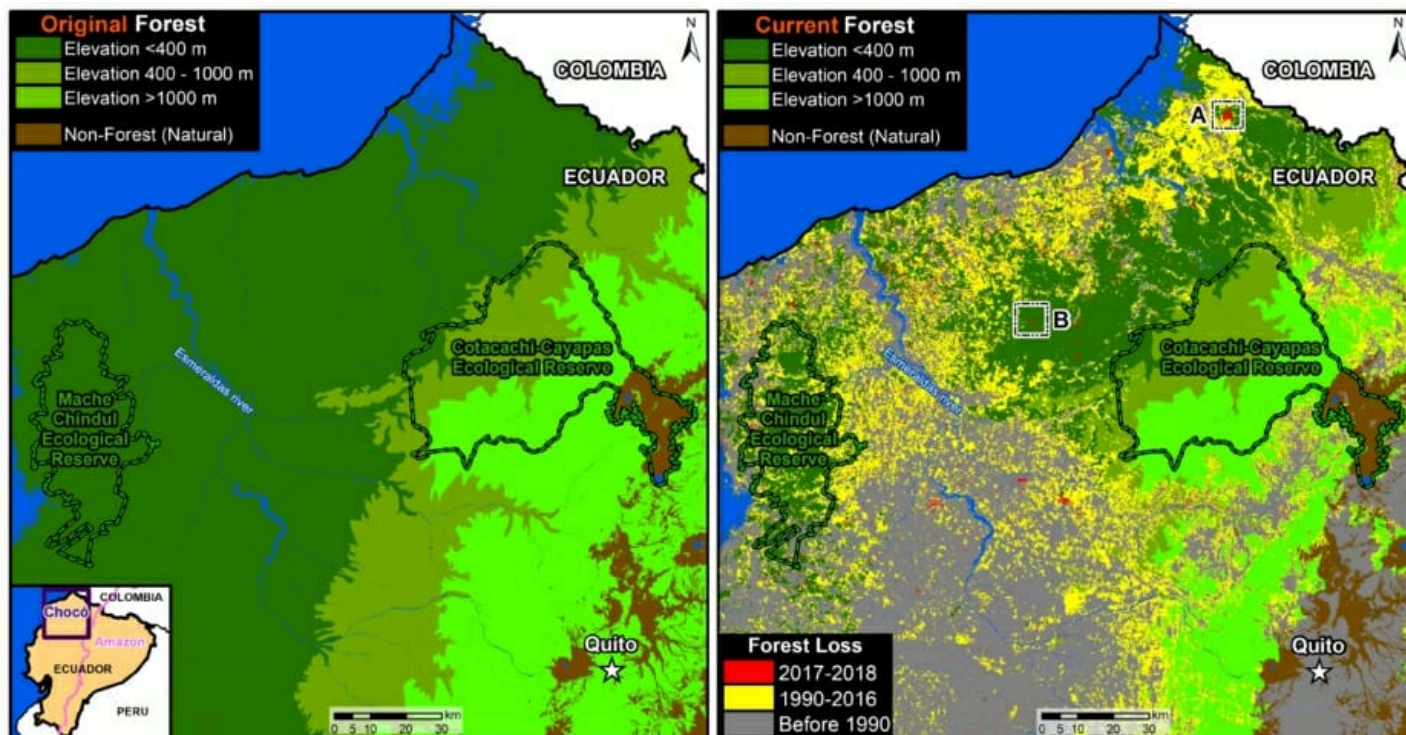 Original Forest
Elevation <400 m
Elevation 400 - 1000 m
Elevation >1000 m
Non-Forest (Natural)
N
COLOMBIA
ECUADOR
Esmeraldas river
Cotacachi-Cayapas
Ecological Reserve
Mache
Chindul
Ecological
Reserve
Quito
COLOMBIA
Chocó
Amazon
ECUADOR
PERU
km
0 5 10 20 30
Current Forest
Elevation <400 m
Elevation 400 - 1000 m
Elevation >1000 m
Non-Forest (Natural)
N
COLOMBIA
A
ECUADOR
B
Esmeraldas river
Cotacachi-Cayapas
Ecological Reserve
Mache
Chindul
Ecological
Reserve
Quito
Forest Loss
2017-2018
1990-2016
Before 1990
km
0 5 10 20 30